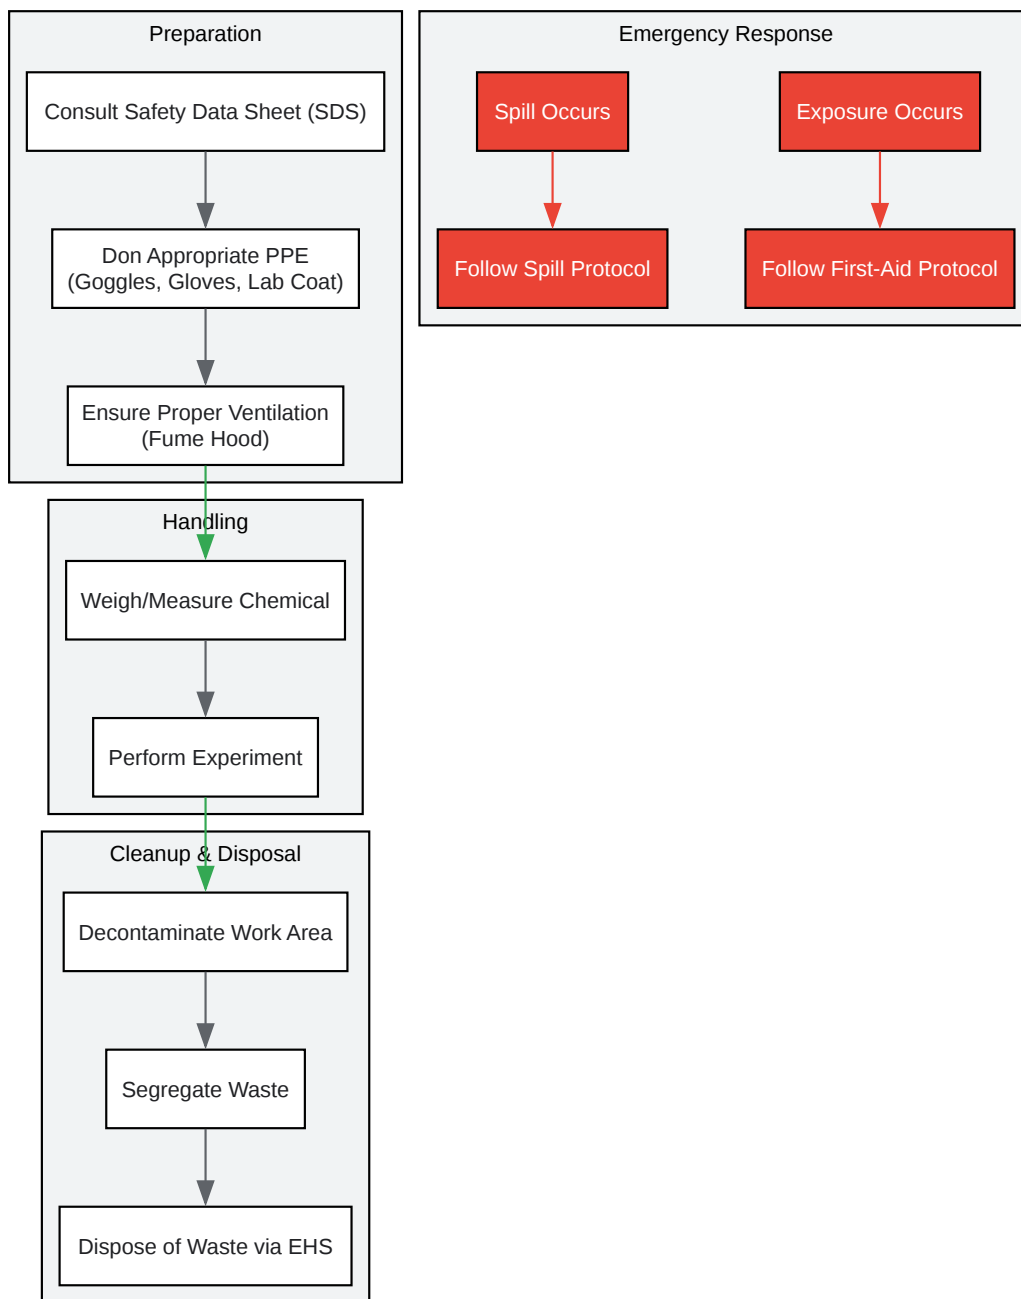 Preparation
Consult Safety Data Sheet (SDS)
Don Appropriate PPE
(Goggles, Gloves, Lab Coat)
Ensure Proper Ventilation
(Fume Hood)
Handling
Weigh/Measure Chemical
Perform Experiment
Cleanup & Disposal
Decontaminate Work Area
Segregate Waste
Dispose of Waste via EHS
Emergency Response
Spill Occurs
Follow Spill Protocol
Exposure Occurs
Follow First-Aid Protocol